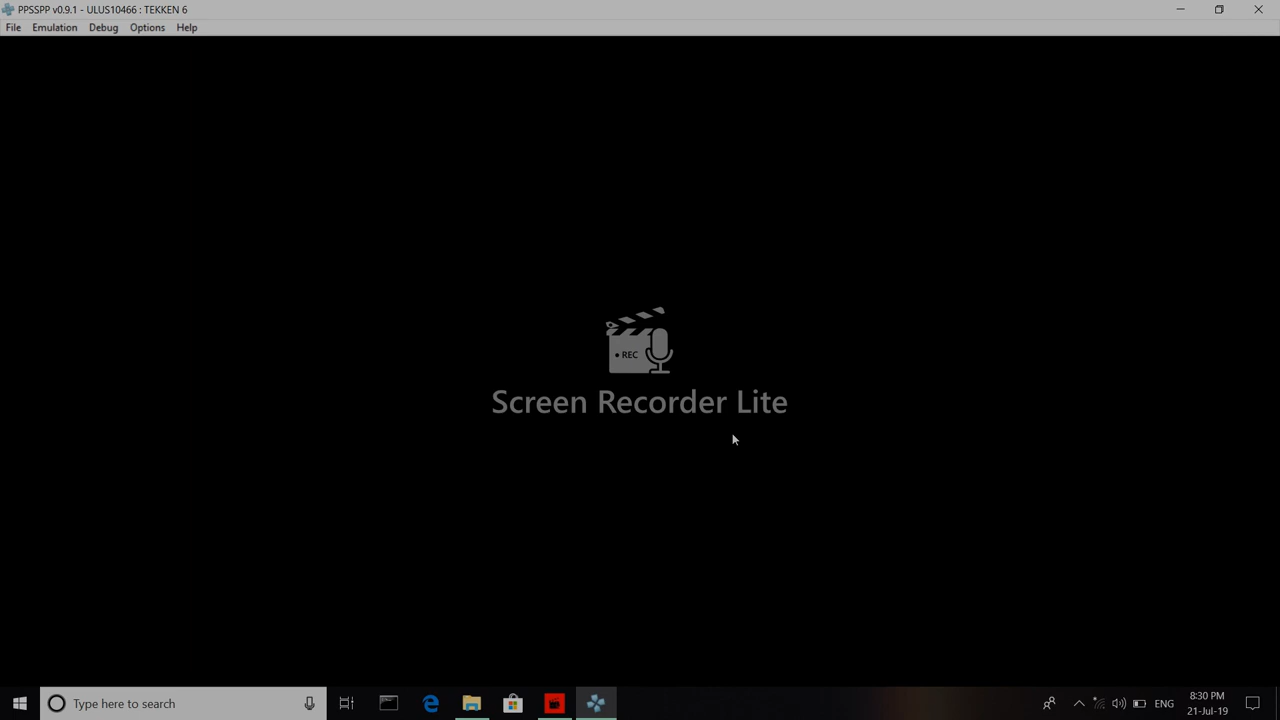 PPSSPP v0.9.1 - ULUS10466 : TEKKEN 6
File Emulation Debug Options Help
REC
Screen Recorder Lite
Type here to search
ENG
8:30 PM
21-Jul-19